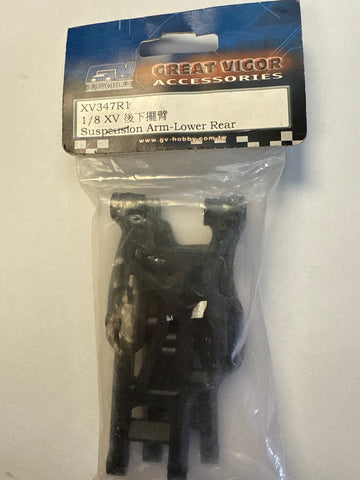 GV
GREAT VIGOR
ACCESSORIES
XV347R1
1/8 XV 後下擺臂
Suspension Arm-Lower Rear
www.gv-hobby.com.tw